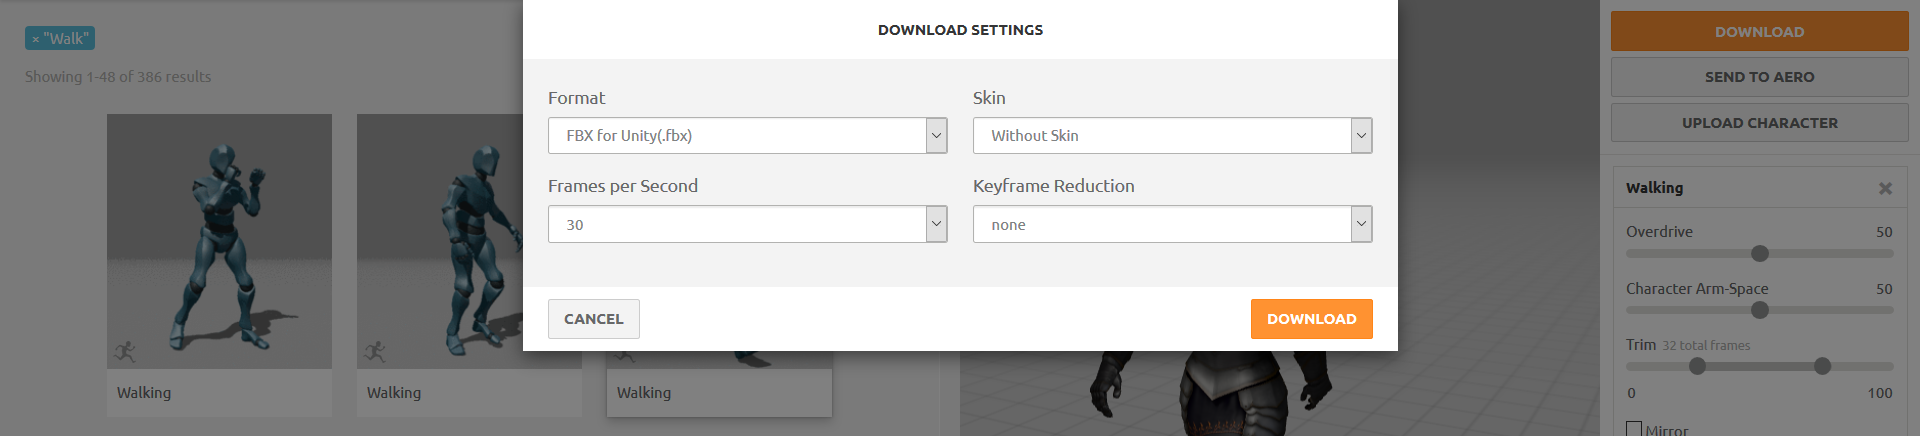 × "Walk"
Showing 1-48 of 386 results
Walking
Walking
Walking
DOWNLOAD SETTINGS
Format
FBX for Unity(.fbx)
Skin
Without Skin
Frames per Second
30
Keyframe Reduction
none
CANCEL
DOWNLOAD
DOWNLOAD
SEND TO AERO
UPLOAD CHARACTER
Walking
Overdrive 50
Character Arm-Space 50
Trim 32 total frames
0 100
Mirror